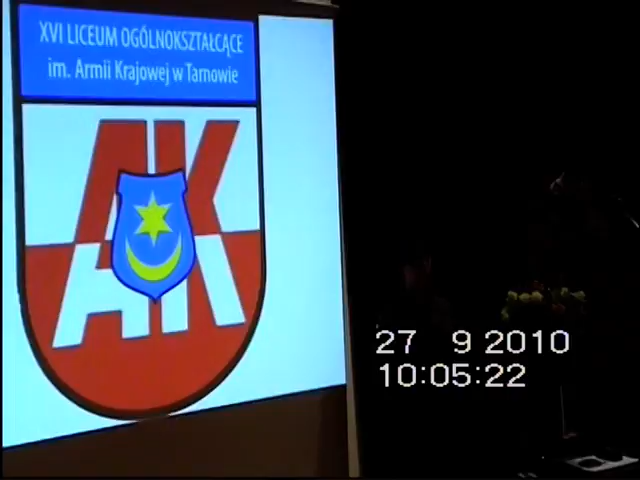 XVI LICEUM OGÓLNOKSZTAŁCĄCE
im. Armii Krajowej w Tarnowie
AK
27 9 2010
10:05:22